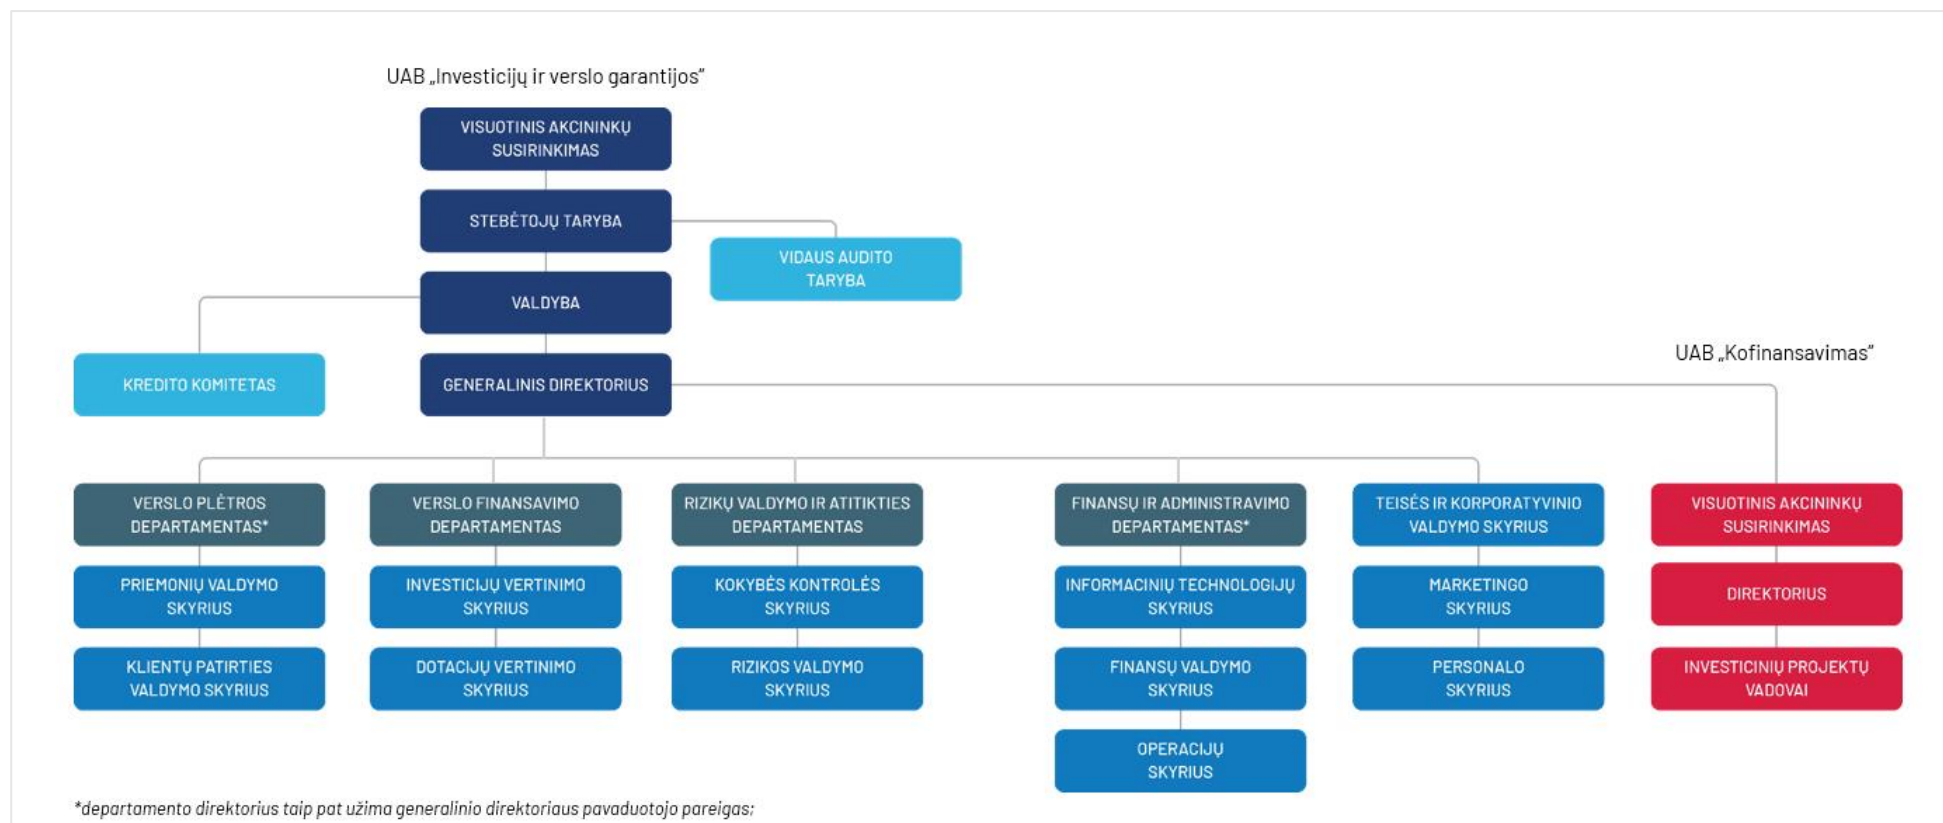 UAB „Investicijų ir verslo garantijos"
VISUOTINIS AKCININKŲ
SUSIRINKIMAS
STEBĖTOJŲ TARYBA
VIDAUS AUDITO
TARYBA
VALDYBA
UAB „Kofinansavimas"
KREDITO KOMITETAS
GENERALINIS DIREKTORIUS
VERSLO PLĖTROS
DEPARTAMENTAS*
PRIEMONIŲ VALDYMO
SKYRIUS
KLIENTŲ PATIRTIES
VALDYMO SKYRIUS
VERSLO FINANSAVIMO
DEPARTAMENTAS
INVESTICIJŲ VERTINIMO
SKYRIUS
DOTACIJŲ VERTINIMO
SKYRIUS
RIZIKŲ VALDYMO IR ATITIKTIES
DEPARTAMENTAS
KOKYBĖS KONTROLĖS
SKYRIUS
RIZIKOS VALDYMO
SKYRIUS
FINANSŲ IR ADMINISTRAVIMO
DEPARTAMENTAS*
INFORMACINIŲ TECHNOLOGIJŲ
SKYRIUS
FINANSŲ VALDYMO
SKYRIUS
OPERACIJŲ
SKYRIUS
TEISĖS IR KORPORATYVINIO
VALDYMO SKYRIUS
MARKETINGO
SKYRIUS
PERSONALO
SKYRIUS
VISUOTINIS AKCININKŲ
SUSIRINKIMAS
DIREKTORIUS
INVESTICINIŲ PROJEKTŲ
VADOVAI
*departamento direktorius taip pat užima generalinio direktoriaus pavaduotojo pareigas;